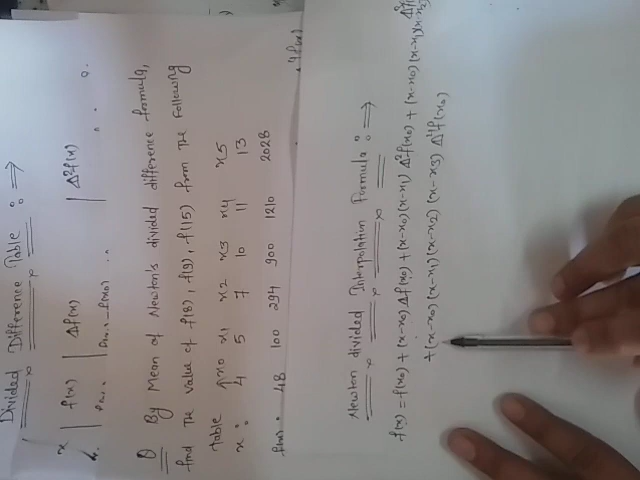 Divided Difference Table :⇒
x | f(x) | Δf(x) | Δ²f(x)
Q By Mean of Newton's divided difference formula,
find the value of f(8), f(9), f(15) from the following
table x0 x1 x2 x3 x4 x5
x : 4 5 7 10 11 13
48 100 294 900 1210 2028
Newton divided Interpolation Formula :⇒
f(x) = f(x0) + (x-x0) Δf(x0) + (x-x0)(x-x1) Δ²f(x0) + (x-x0)(x-x1)(x-x2)
+ (x-x0)(x-x1)(x-x2)(x-x3) Δ⁴f(x0)